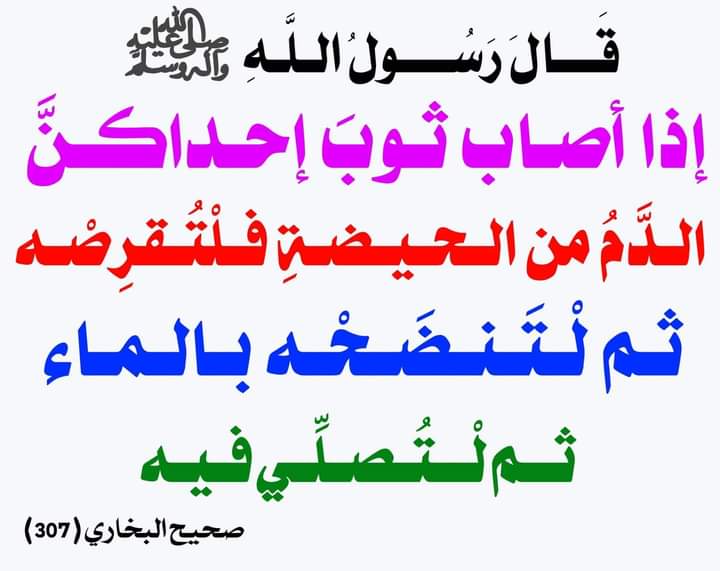 قَالَ رَسُولُ اللَّهِ صلى الله عليه وآله وسلم
إذا أصاب ثوبَ إحداكنَّ
الدَّمُ من الحيضةِ فلْتُقرِصْه
ثم لْتَنضَحْه بالماءِ
ثم لْتُصلِّي فيه
صحيح البخاري (307)